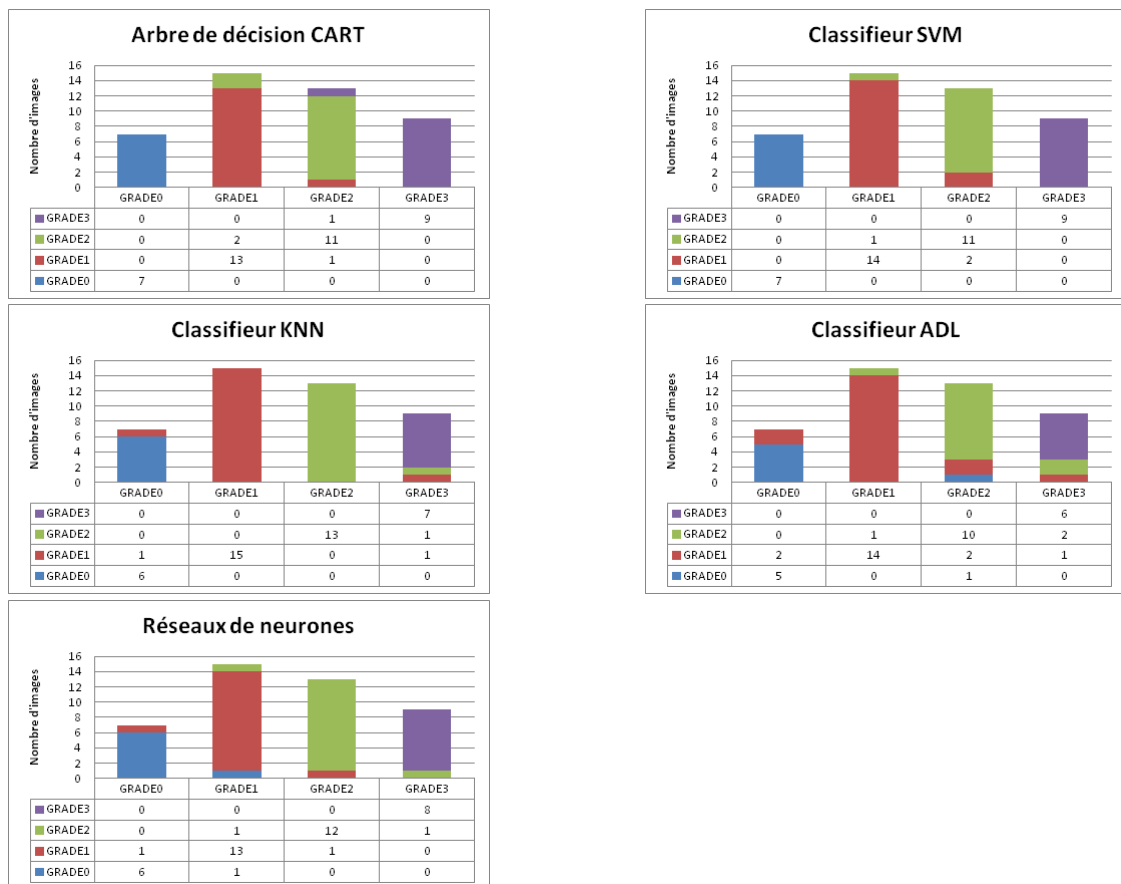 Arbre de décision CART
Nombre d'images
16
14
12
10
8
6
4
2
0
GRADE0 GRADE1 GRADE2 GRADE3
GRADE3 0 0 1 9
GRADE2 0 2 11 0
GRADE1 0 13 1 0
GRADE0 7 0 0 0
Classifieur SVM
Nombre d'images
16
14
12
10
8
6
4
2
0
GRADE0 GRADE1 GRADE2 GRADE3
GRADE3 0 0 0 9
GRADE2 0 1 11 0
GRADE1 0 14 2 0
GRADE0 7 0 0 0
Classifieur KNN
Nombre d'images
16
14
12
10
8
6
4
2
0
GRADE0 GRADE1 GRADE2 GRADE3
GRADE3 0 0 0 7
GRADE2 0 0 13 1
GRADE1 1 15 0 1
GRADE0 6 0 0 0
Classifieur ADL
Nombre d'images
16
14
12
10
8
6
4
2
0
GRADE0 GRADE1 GRADE2 GRADE3
GRADE3 0 0 0 6
GRADE2 0 1 10 2
GRADE1 2 14 2 1
GRADE0 5 0 1 0
Réseaux de neurones
Nombre d'images
16
14
12
10
8
6
4
2
0
GRADE0 GRADE1 GRADE2 GRADE3
GRADE3 0 0 0 8
GRADE2 0 1 12 1
GRADE1 1 13 1 0
GRADE0 6 1 0 0